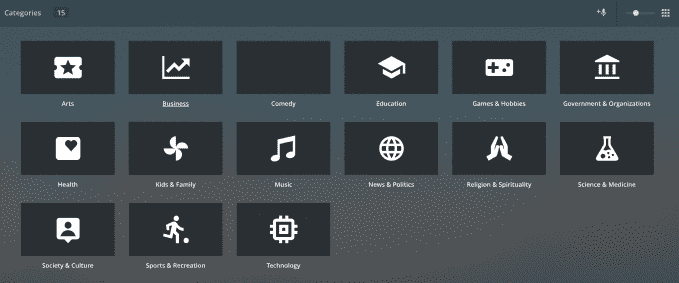 Categories 15
Arts Business Comedy Education Games & Hobbies Government & Organizations
Health Kids & Family Music News & Politics Religion & Spirituality Science & Medicine
Society & Culture Sports & Recreation Technology